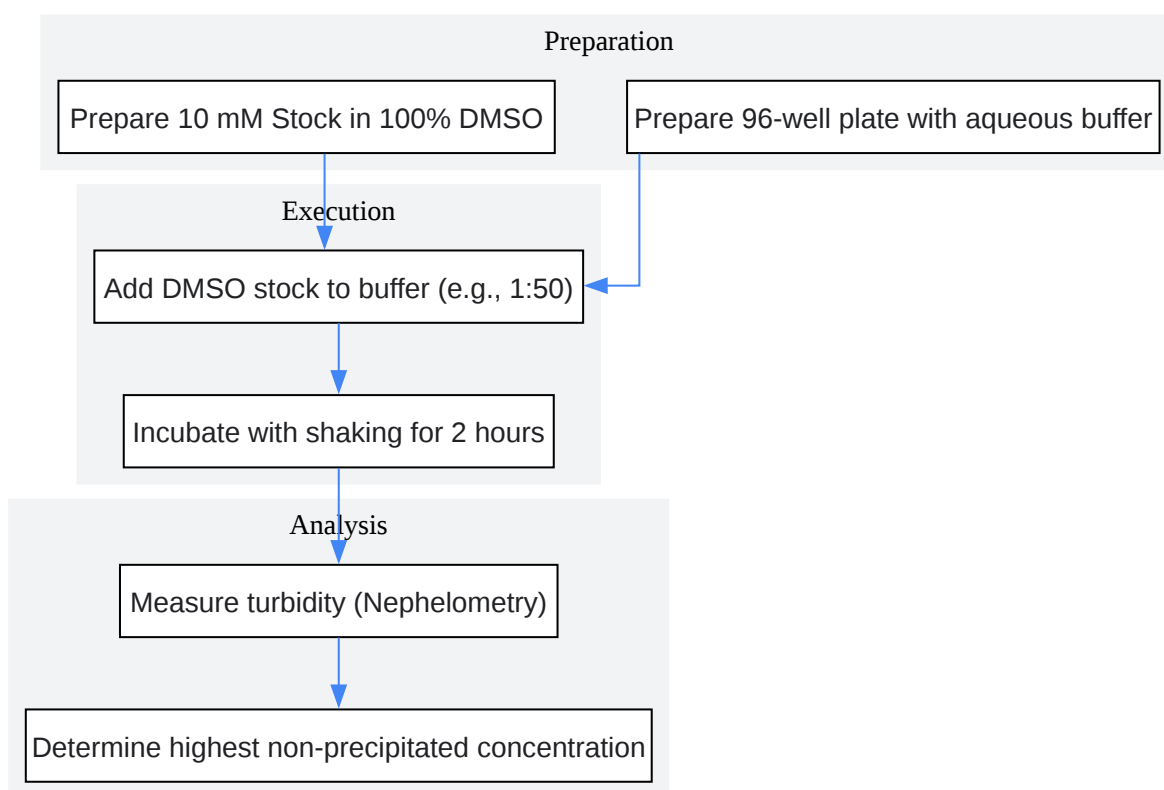 Preparation
Prepare 10 mM Stock in 100% DMSO
Prepare 96-well plate with aqueous buffer
Execution
Add DMSO stock to buffer (e.g., 1:50)
Incubate with shaking for 2 hours
Analysis
Measure turbidity (Nephelometry)
Determine highest non-precipitated concentration